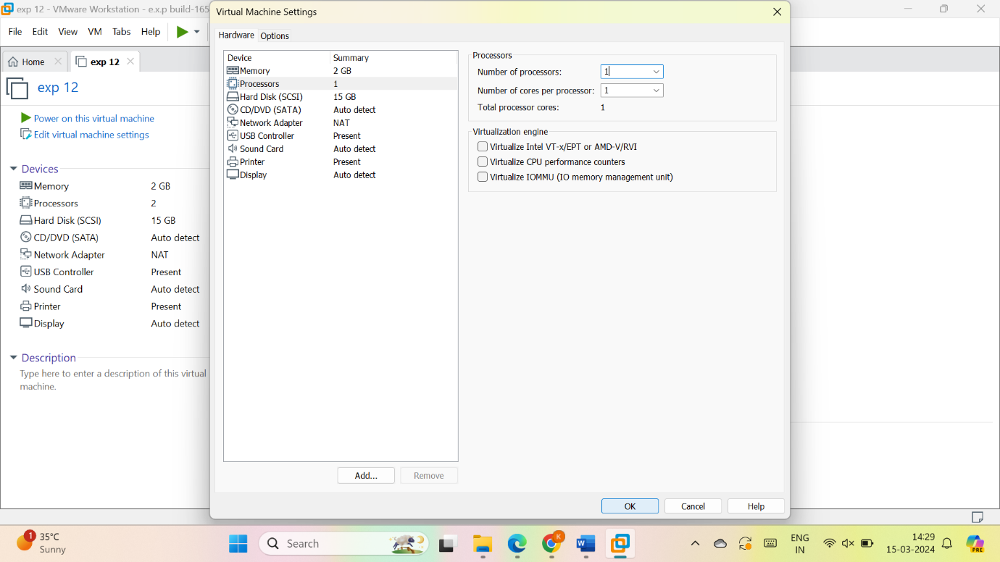 exp 12 - VMware Workstation - e.x.p build-165
Virtual Machine Settings
File Edit View VM Tabs Help
Hardware Options
Home
exp 12
exp 12
Power on this virtual machine
Edit virtual machine settings
Devices
Memory 2 GB
Processors 2
Hard Disk (SCSI) 15 GB
CD/DVD (SATA) Auto detect
Network Adapter NAT
USB Controller Present
Sound Card Auto detect
Printer Present
Display Auto detect
Description
Type here to enter a description of this virtual
machine.
Device Summary
Memory 2 GB
Processors 1
Hard Disk (SCSI) 15 GB
CD/DVD (SATA) Auto detect
Network Adapter NAT
USB Controller Present
Sound Card Auto detect
Printer Present
Display Auto detect
Add... Remove
Processors
Number of processors: 1
Number of cores per processor: 1
Total processor cores: 1
Virtualization engine
Virtualize Intel VT-x/EPT or AMD-V/RVI
Virtualize CPU performance counters
Virtualize IOMMU (IO memory management unit)
OK Cancel Help
1
35°C
Sunny
Search
K
W
ENG
IN
14:29
15-03-2024
PRE